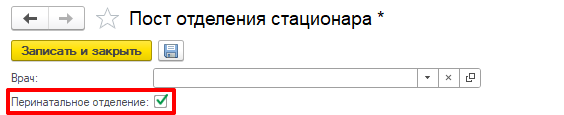 Пост отделения стационара *
Записать и закрыть
Врач:
Перинатальное отделение: